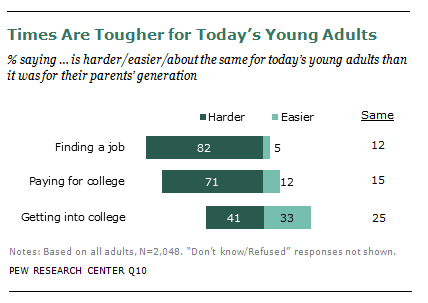 Times Are Tougher for Today's Young Adults
% saying ... is harder/easier/about the same for today's young adults than
it was for their parents' generation
Harder Easier Same
Finding a job 82 5 12
Paying for college 71 12 15
Getting into college 41 33 25
Notes: Based on all adults, N=2,048. "Don't know/Refused" responses not shown.
PEW RESEARCH CENTER Q10